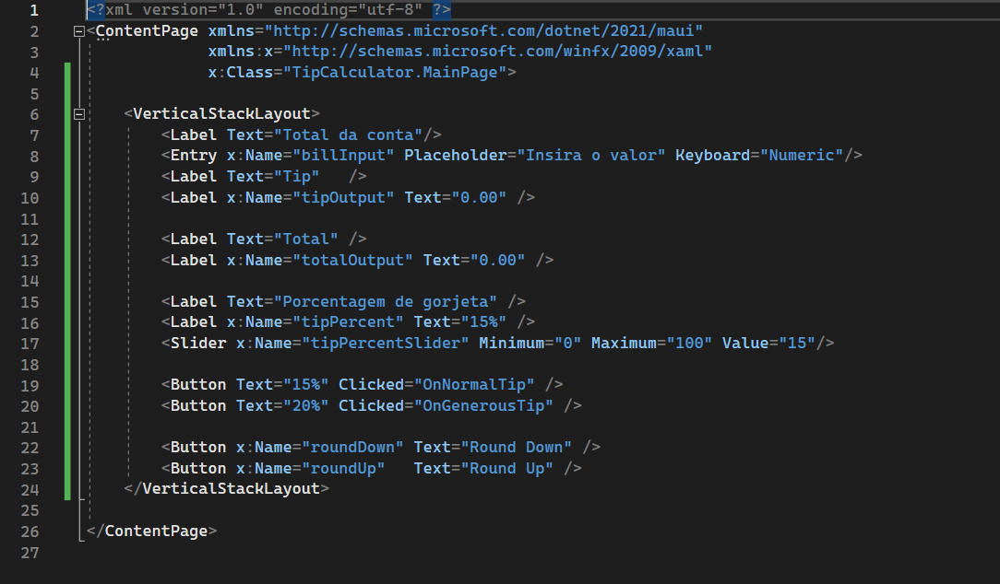 1 <?xml version="1.0" encoding="utf-8" ?>
2 <ContentPage xmlns="http://schemas.microsoft.com/dotnet/2021/maui"
3 xmlns:x="http://schemas.microsoft.com/winfx/2009/xaml"
4 x:Class="TipCalculator.MainPage">
5
6 <VerticalStackLayout>
7 <Label Text="Total da conta"/>
8 <Entry x:Name="billInput" Placeholder="Insira o valor" Keyboard="Numeric"/>
9 <Label Text="Tip"   />
10 <Label x:Name="tipOutput" Text="0.00" />
11
12 <Label Text="Total" />
13 <Label x:Name="totalOutput" Text="0.00" />
14
15 <Label Text="Porcentagem de gorjeta" />
16 <Label x:Name="tipPercent" Text="15%" />
17 <Slider x:Name="tipPercentSlider" Minimum="0" Maximum="100" Value="15"/>
18
19 <Button Text="15%" Clicked="OnNormalTip" />
20 <Button Text="20%" Clicked="OnGenerousTip" />
21
22 <Button x:Name="roundDown" Text="Round Down" />
23 <Button x:Name="roundUp"   Text="Round Up" />
24 </VerticalStackLayout>
25
26 </ContentPage>
27